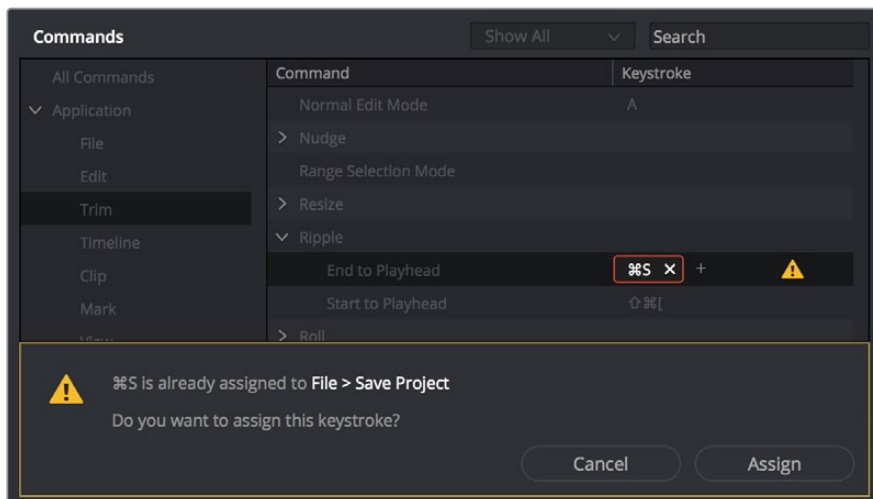 Commands
Show All
Search
All Commands
Application
File
Edit
Trim
Timeline
Clip
Mark
View
Command Keystroke
Normal Edit Mode A
Nudge
Range Selection Mode
Resize
Ripple
End to Playhead ⌘S ✕ +
Start to Playhead ⇧⌘[
Roll
⌘S is already assigned to File > Save Project
Do you want to assign this keystroke?
Cancel
Assign